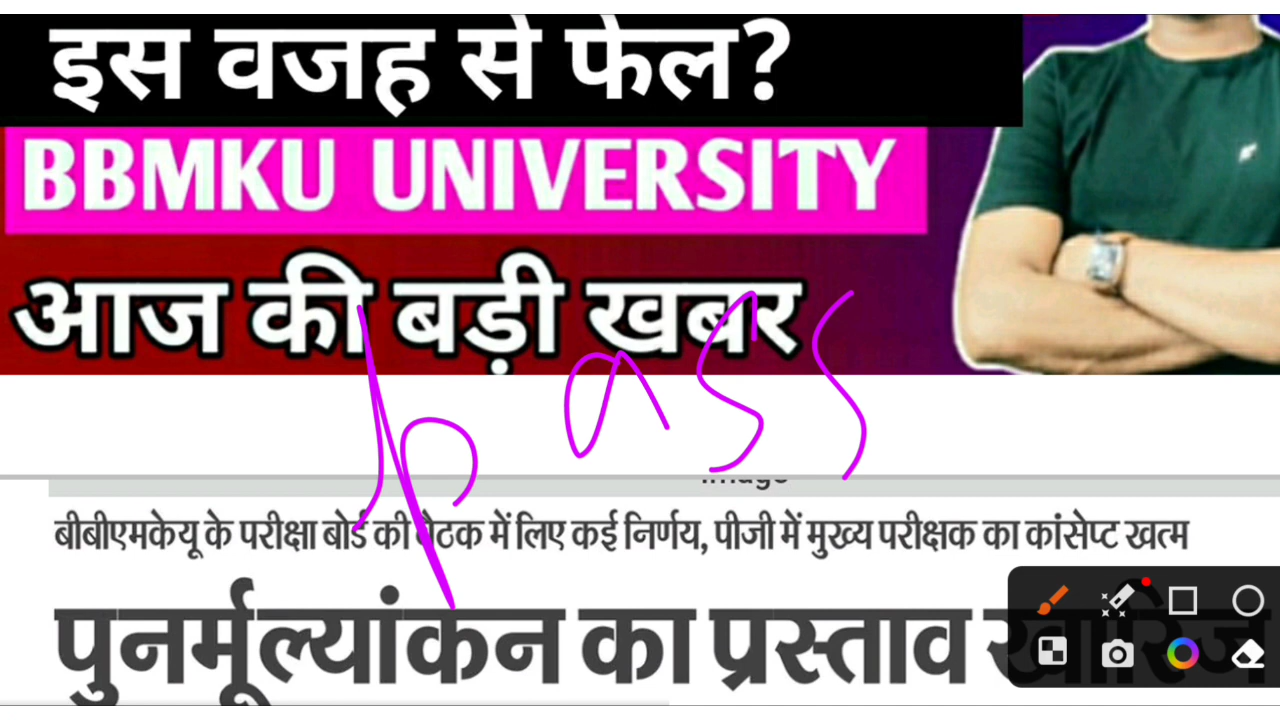 इस वजह से फेल?
BBMKU UNIVERSITY
आज की बड़ी खबर
pass
बीबीएमकेयू के परीक्षा बोर्ड की बैठक में लिए कई निर्णय, पीजी में मुख्य परीक्षक का कांसेप्ट खत्म
पुनर्मूल्यांकन का प्रस्ताव खारिज